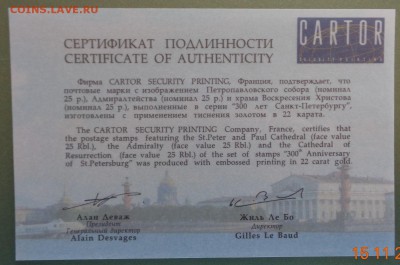 COINS.LAVE.RU
CARTOR
SECURITY PRINTING
СЕРТИФИКАТ ПОДЛИННОСТИ
CERTIFICATE OF AUTHENTICITY
Фирма CARTOR SECURITY PRINTING, Франция, подтверждает, что
почтовые марки с изображением Петропавловского собора (номинал
25 р.), Адмиралтейства (номинал 25 р.) и храма Воскресения Христова
(номинал 25 р.), выполненные в серии "300 лет Санкт-Петербургу",
изготовлены с применением тиснения золотом в 22 карата.
The CARTOR SECURITY PRINTING Company, France, certifies that
the postage stamps featuring the St.Peter and Paul Cathedral (face value
25 Rbl.), the Admiralty (face value 25 Rbl.) and the Cathedral of
Resurrection (face value 25 Rbl.) of the set of stamps "300th Anniversary
of St.Petersburg" was produced with embossed printing in 22 carat gold.
Алан Деваж
Президент
Генеральный директор
Alain Desvages
Жиль Ле Бо
Директор
Gilles Le Baud
15 11 2